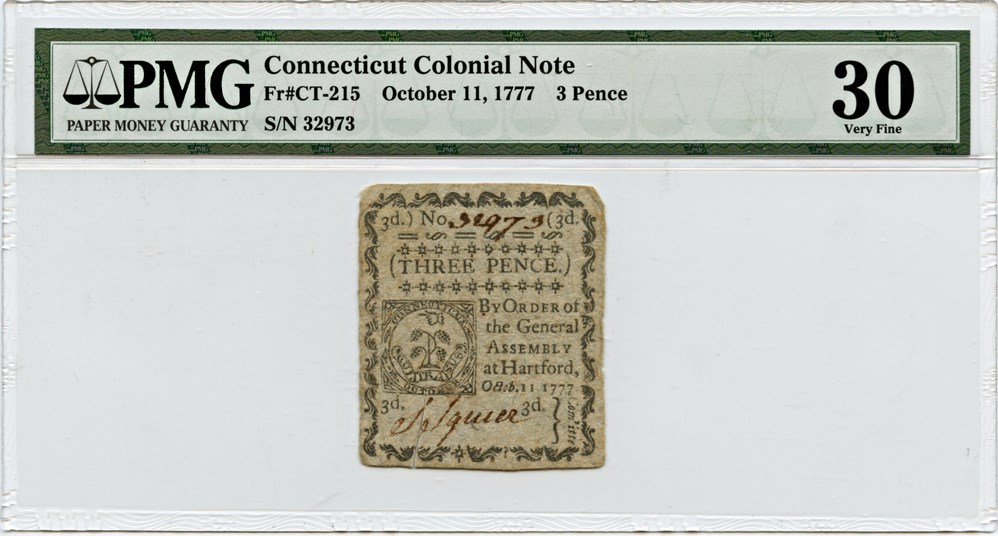 PMG
PAPER MONEY GUARANTY
Connecticut Colonial Note
Fr#CT-215 October 11, 1777 3 Pence
S/N 32973
30
Very Fine
3d.) No 32973 (3d.
(THREE PENCE.)
By ORDER of
the General
ASSEMBLY
at Hartford,
Octob. 11 1777
3d. 3d.